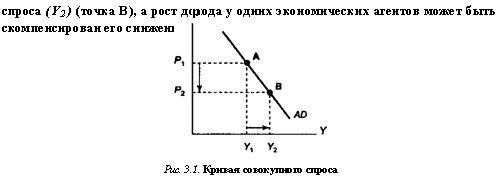 спроса (Y2) (точка В), а рост дохода у одних экономических агентов может быть
скомпенсирован его снижени
P1
A
P2
B
AD
Y
Y1 Y2
Рис. 3.1. Кривая совокупного спроса